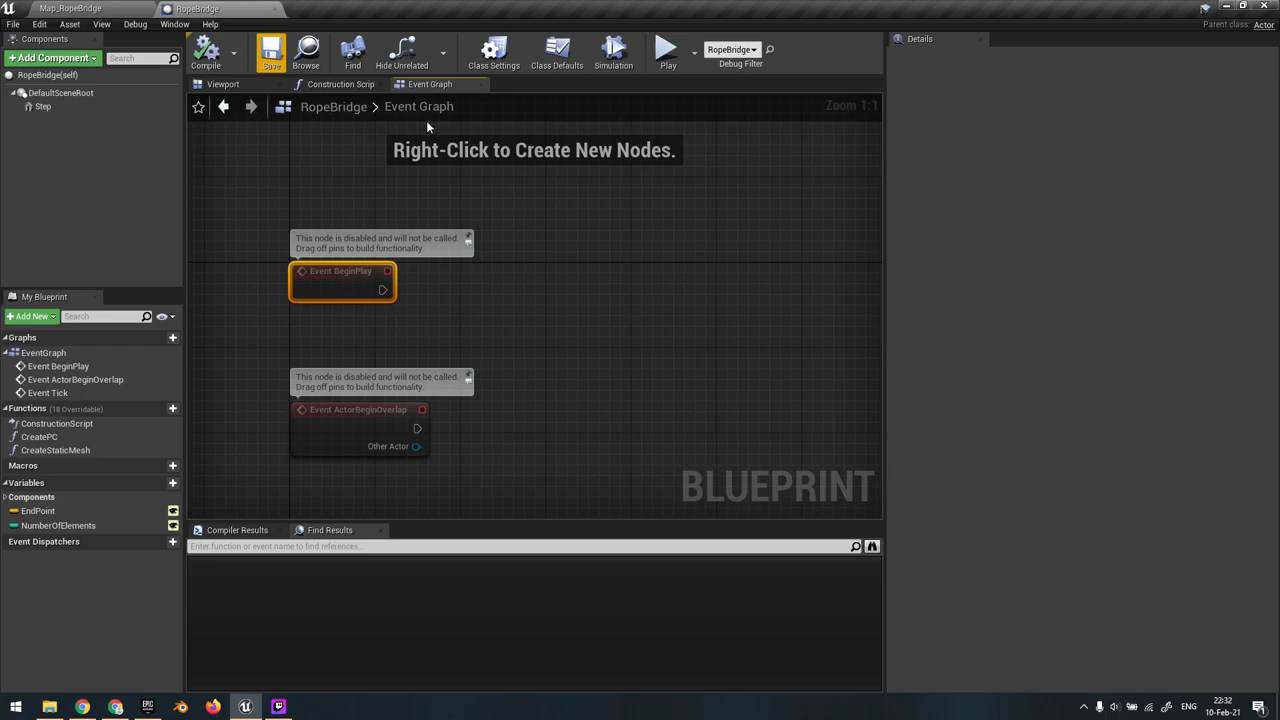 Map_RopeBridge
RopeBridge
File Edit Asset View Debug Window Help
Parent class: Actor
Components
+Add Component
Search
RopeBridge(self)
DefaultSceneRoot
Step
Compile
Save
Browse
Find
Hide Unrelated
Class Settings
Class Defaults
Simulation
Play
RopeBridge
Debug Filter
Details
Viewport
Construction Scrip
Event Graph
RopeBridge > Event Graph
Zoom 1:1
Right-Click to Create New Nodes.
This node is disabled and will not be called.
Drag off pins to build functionality.
Event BeginPlay
This node is disabled and will not be called.
Drag off pins to build functionality.
Event ActorBeginOverlap
Other Actor
BLUEPRINT
My Blueprint
+Add New
Search
Graphs
EventGraph
Event BeginPlay
Event ActorBeginOverlap
Event Tick
Functions (18 Overridable)
ConstructionScript
CreatePC
CreateStaticMesh
Macros
Variables
Components
EndPoint
NumberOfElements
Event Dispatchers
Compiler Results
Find Results
Enter function or event name to find references...
EPIC
ENG
22:32
10-Feb-21